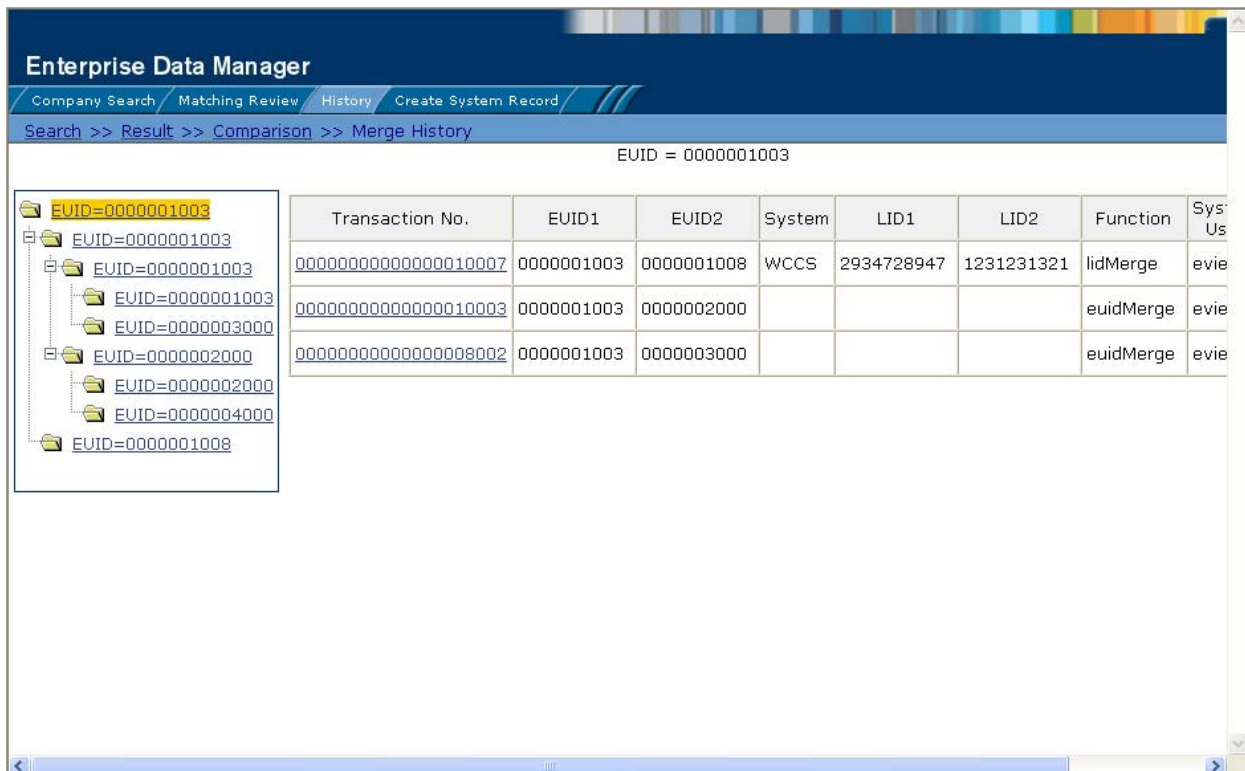 Enterprise Data Manager
Company Search Matching Review History Create System Record
Search >> Result >> Comparison >> Merge History
EUID = 0000001003
EUID=0000001003
EUID=0000001003
EUID=0000001003
EUID=0000001003
EUID=0000003000
EUID=0000002000
EUID=0000002000
EUID=0000004000
EUID=0000001008
Transaction No. EUID1 EUID2 System LID1 LID2 Function
00000000000000010007 0000001003 0000001008 WCCS 2934728947 1231231321 lidMerge evie
00000000000000010003 0000001003 0000002000 euidMerge evie
00000000000000008002 0000001003 0000003000 euidMerge evie